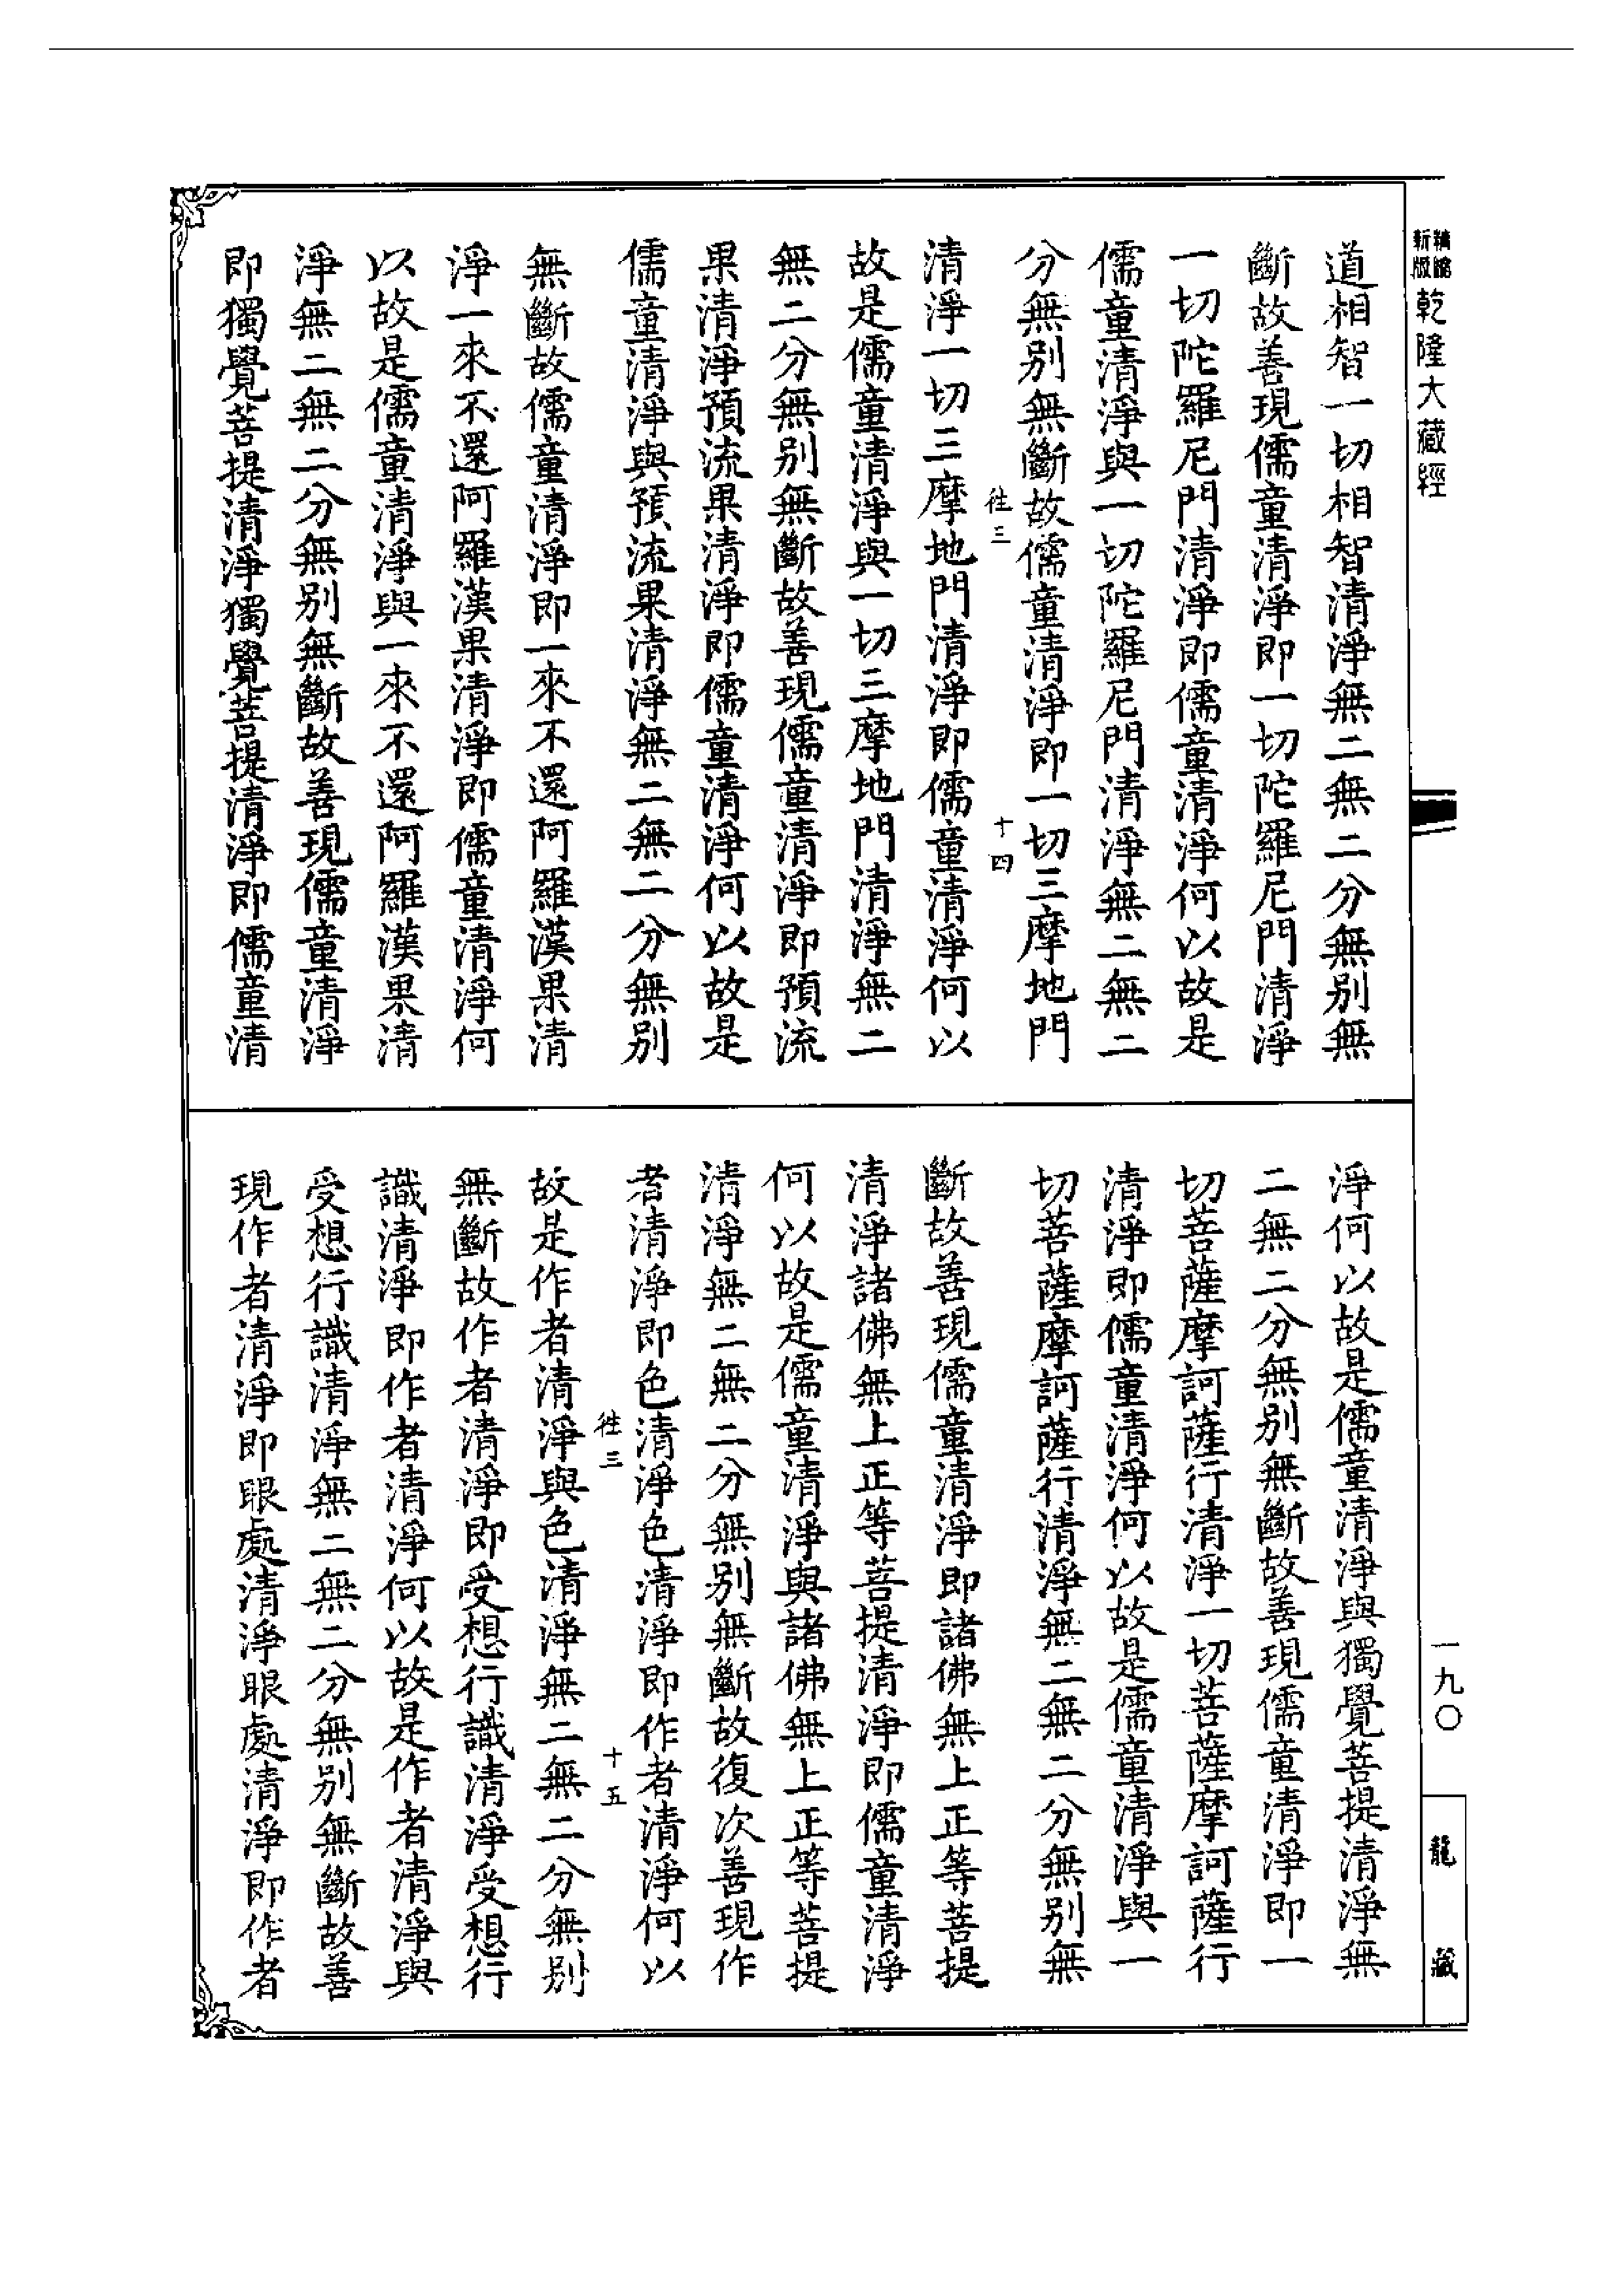 新版
精縮
乾隆大藏經
道相智一切相智清淨無二無二分無別無
斷故善現儒童清淨即一切陀羅尼門清淨
一切陀羅尼門清淨即儒童清淨何以故是
儒童清淨與一切陀羅尼門清淨無二無二
分無別無斷故儒童清淨即一切三摩地門
徃三 十四
清淨一切三摩地門清淨即儒童清淨何以
故是儒童清淨與一切三摩地門清淨無二
無二分無別無斷故善現儒童清淨即預流
果清淨預流果清淨即儒童清淨何以故是
儒童清淨與預流果清淨無二無二分無別
無斷故儒童清淨即一來不還阿羅漢果清
淨一來不還阿羅漢果清淨即儒童清淨何
以故是儒童清淨與一來不還阿羅漢果清
淨無二無二分無別無斷故善現儒童清淨
即獨覺菩提清淨獨覺菩提清淨即儒童清
淨何以故是儒童清淨與獨覺菩提清淨無
二無二分無別無斷故善現儒童清淨即一
切菩薩摩訶薩行清淨一切菩薩摩訶薩行
清淨即儒童清淨何以故是儒童清淨與一
切菩薩摩訶薩行清淨無二無二分無別無
斷故善現儒童清淨即諸佛無上正等菩提
清淨諸佛無上正等菩提清淨即儒童清淨
何以故是儒童清淨與諸佛無上正等菩提
清淨無二無二分無別無斷故復次善現作
者清淨即色清淨色清淨即作者清淨何以
徃三 十五
故是作者清淨與色清淨無二無二分無別
無斷故作者清淨即受想行識清淨受想行
識清淨即作者清淨何以故是作者清淨與
受想行識清淨無二無二分無別無斷故善
現作者清淨即眼處清淨眼處清淨即作者
一九〇
龍藏